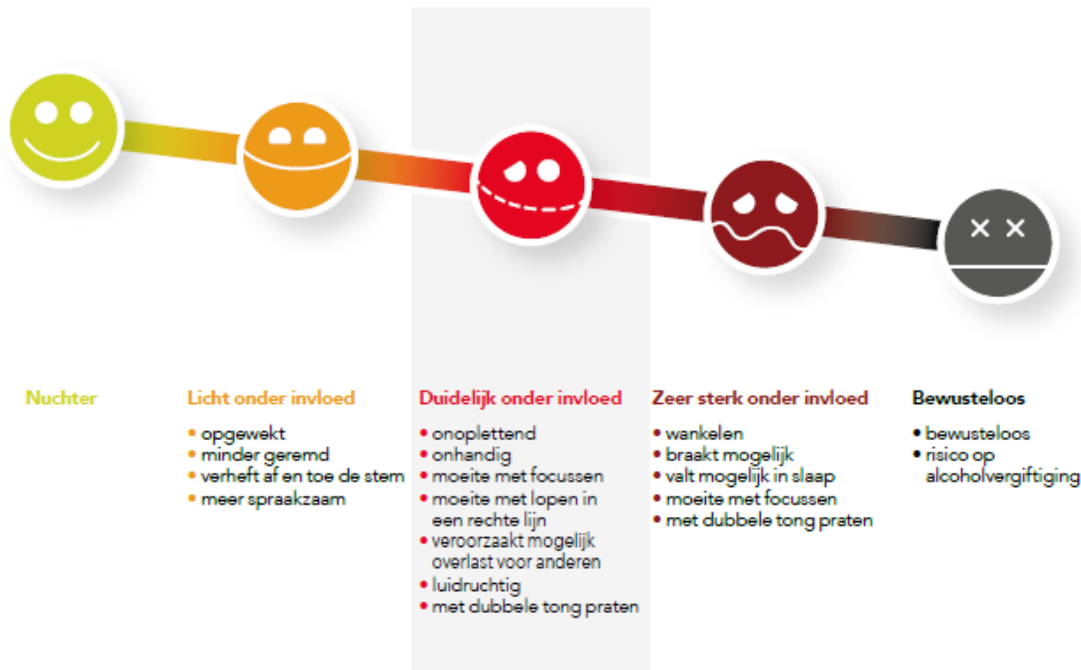 Nuchter
Licht onder invloed
• opgewekt
• minder geremd
• verheft af en toe de stem
• meer spraakzaam
Duidelijk onder invloed
• onoplettend
• onhandig
• moeite met focussen
• moeite met lopen in
een rechte lijn
• veroorzaakt mogelijk
overlast voor anderen
• luidruchtig
• met dubbele tong praten
Zeer sterk onder invloed
• wankelen
• braakt mogelijk
• valt mogelijk in slaap
• moeite met focussen
• met dubbele tong praten
Bewusteloos
• bewusteloos
• risico op
alcoholvergiftiging